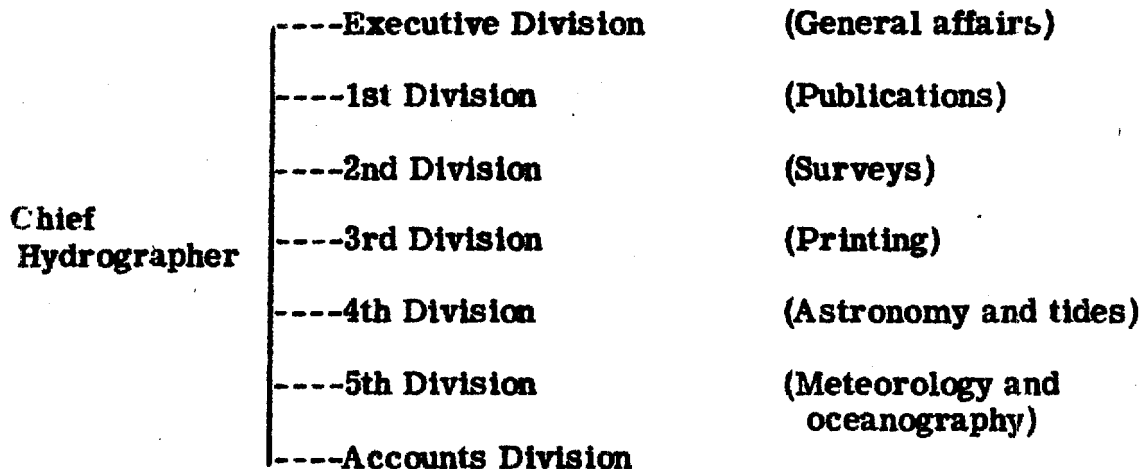 ----Executive Division (General affairs)
----1st Division (Publications)
----2nd Division (Surveys)
Chief
Hydrographer
----3rd Division (Printing)
----4th Division (Astronomy and tides)
----5th Division (Meteorology and
oceanography)
----Accounts Division